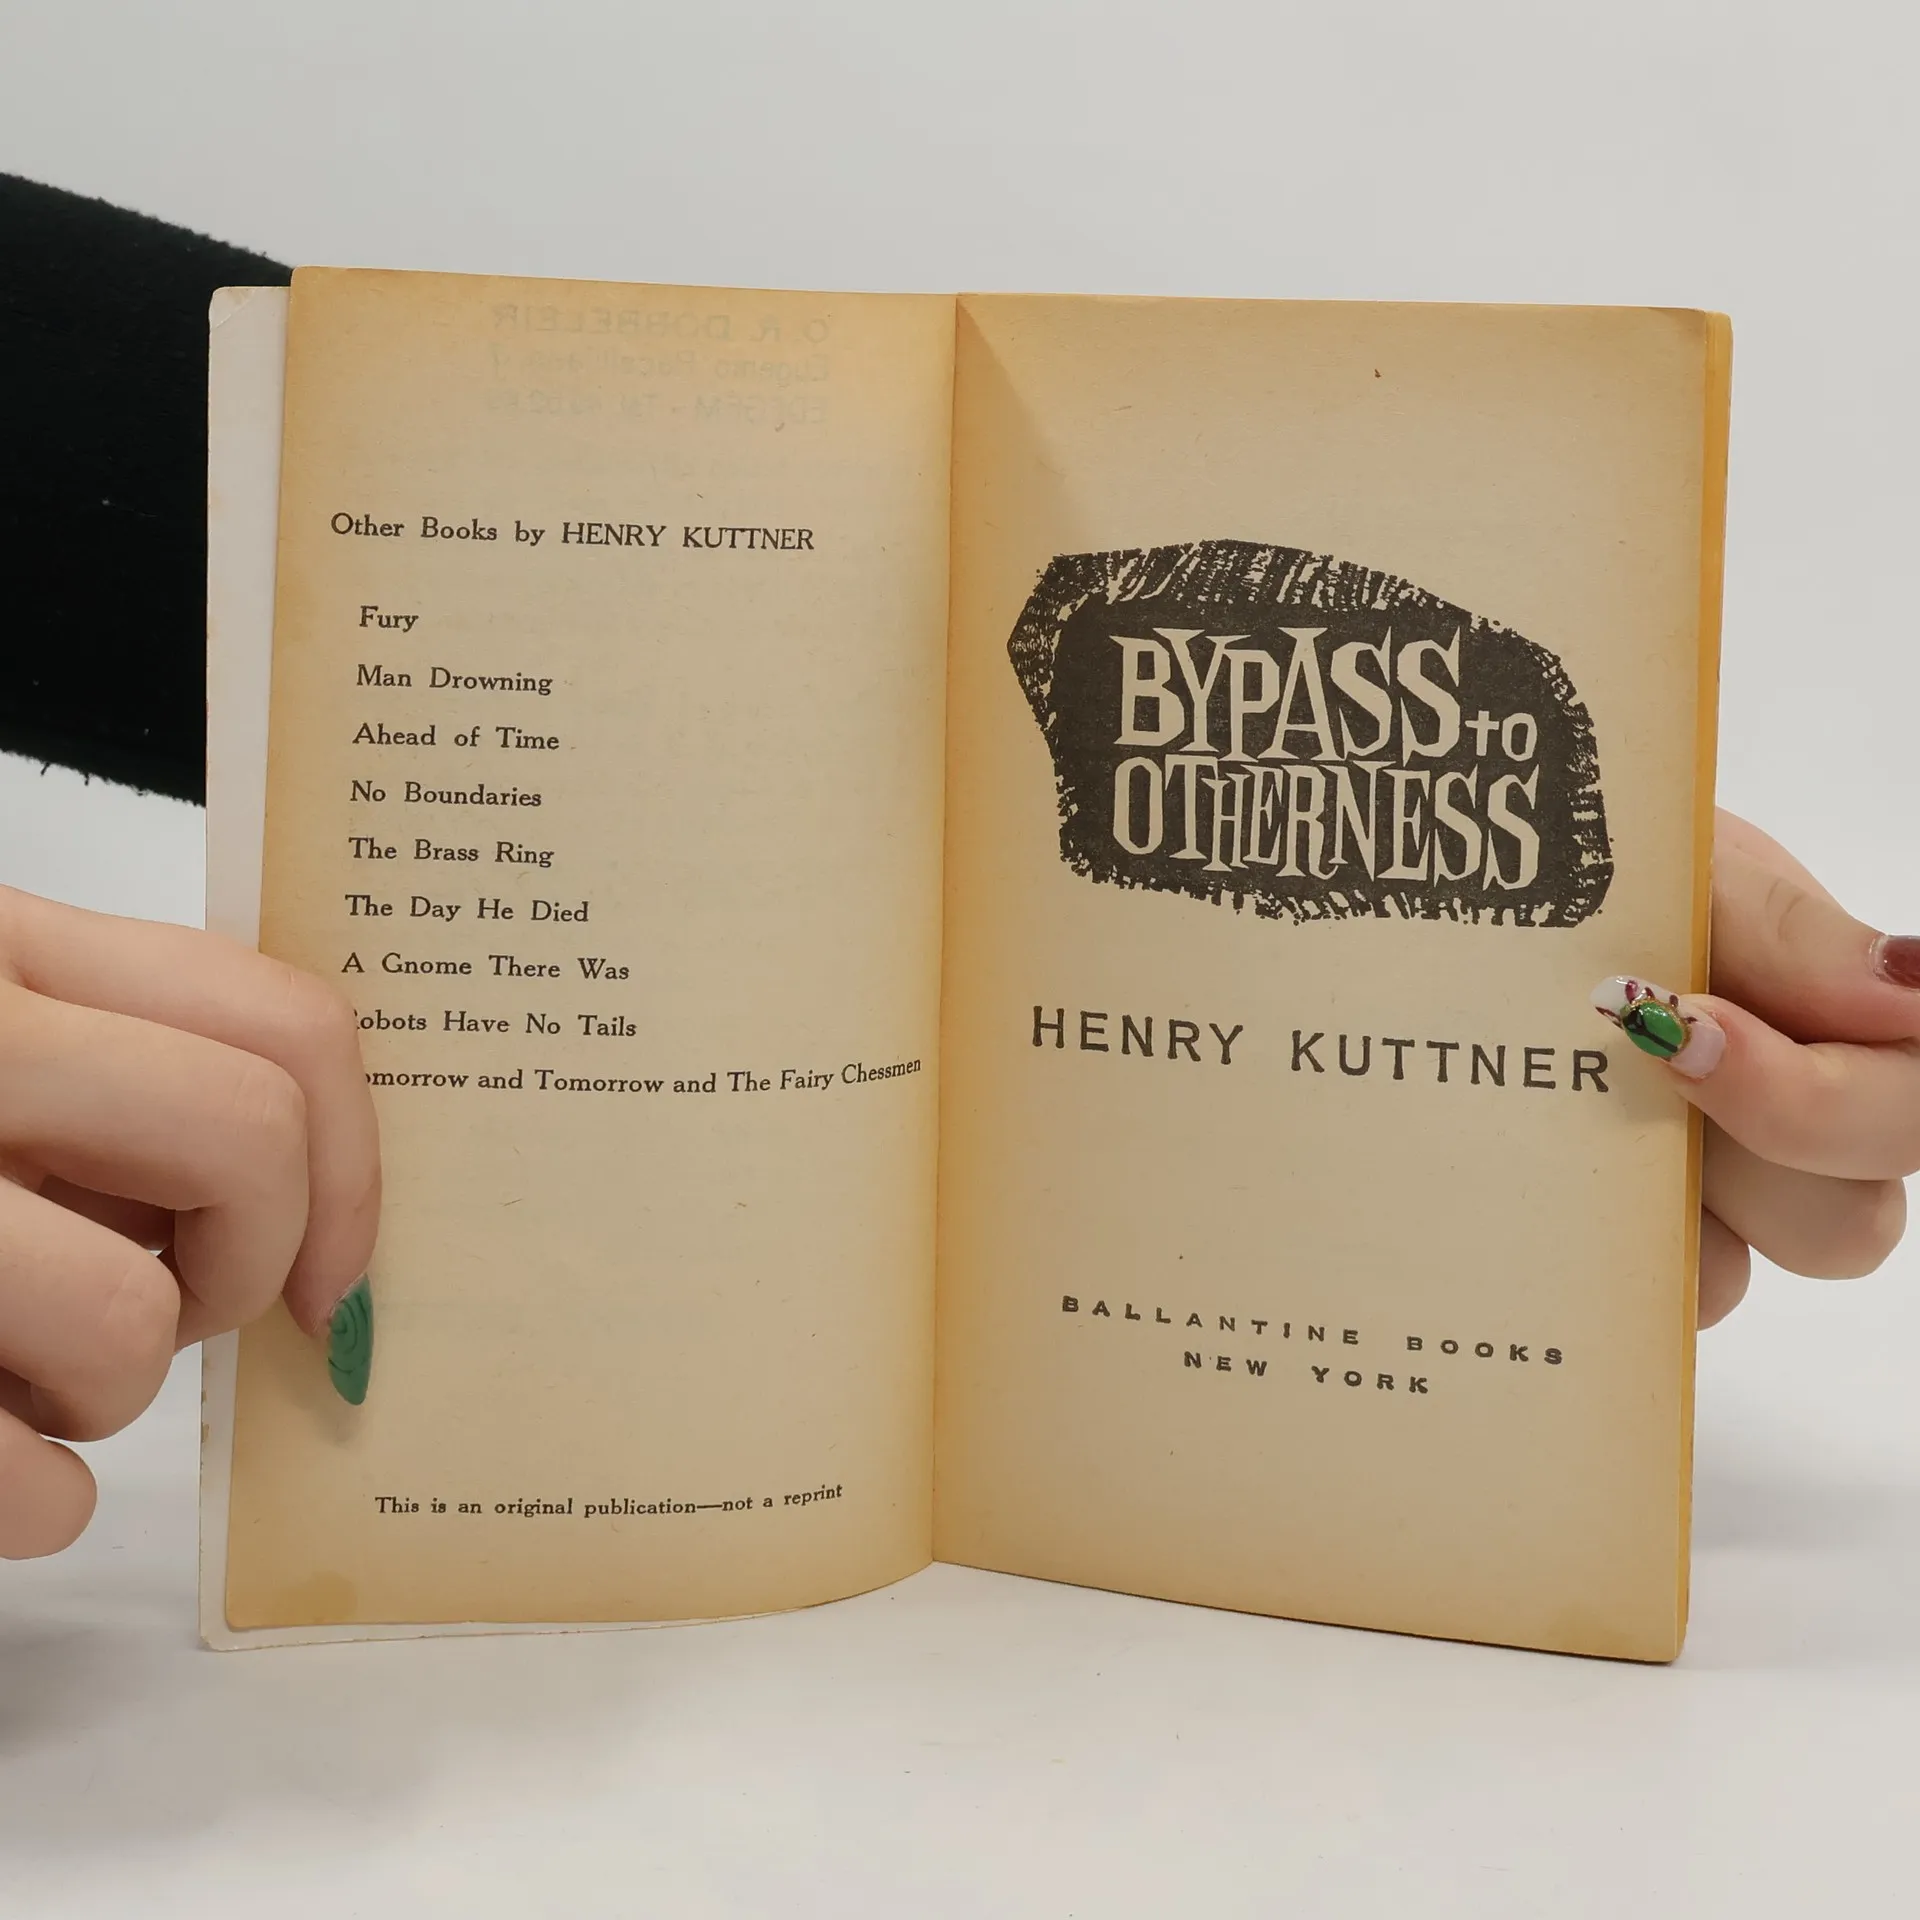 Other Books by HENRY KUTTNER
Fury
Man Drowning
Ahead of Time
No Boundaries
The Brass Ring
The Day He Died
A Gnome There Was
obots Have No Tails
omorrow and Tomorrow and The Fairy Chessmen
This is an original publication—not a reprint
BYPASS to
OTHERNESS
HENRY KUTTNER
BALLANTINE BOOKS
NEW YORK